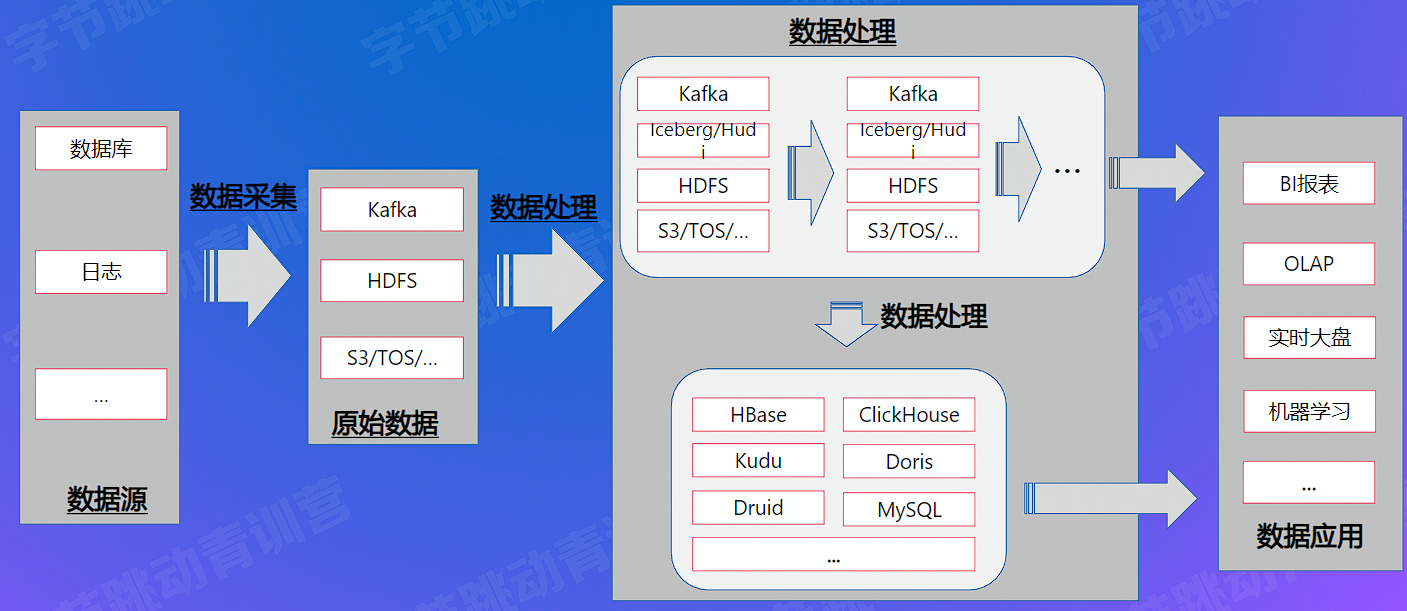 数据库
日志
...
数据源
数据采集
Kafka
HDFS
S3/TOS/...
原始数据
数据处理
数据处理
Kafka
Iceberg/Hud
i
HDFS
S3/TOS/...
Kafka
Iceberg/Hud
i
HDFS
S3/TOS/...
...
数据处理
HBase
ClickHouse
Kudu
Doris
Druid
MySQL
...
BI报表
OLAP
实时大盘
机器学习
...
数据应用
字节跳动青训营